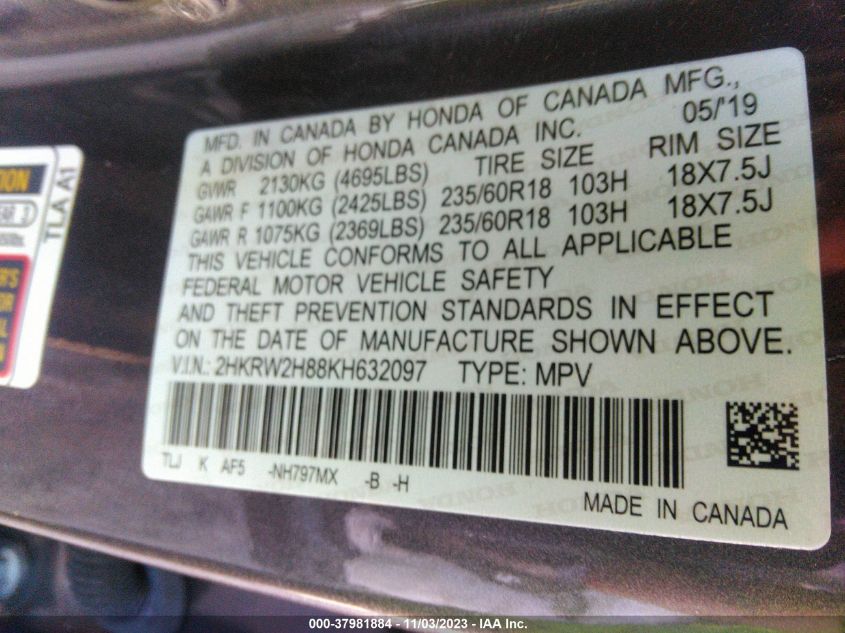 MFD. IN CANADA BY HONDA OF CANADA MFG.,
A DIVISION OF HONDA CANADA INC. 05/'19
GVWR 2130KG (4695LBS) TIRE SIZE RIM SIZE
GAWR F 1100KG (2425LBS) 235/60R18 103H 18X7.5J
GAWR R 1075KG (2369LBS) 235/60R18 103H 18X7.5J
THIS VEHICLE CONFORMS TO ALL APPLICABLE
FEDERAL MOTOR VEHICLE SAFETY
AND THEFT PREVENTION STANDARDS IN EFFECT
ON THE DATE OF MANUFACTURE SHOWN ABOVE.
V.I.N.: 2HKRW2H88KH632097 TYPE: MPV
TLJ K AF5 -NH797MX -B -H
MADE IN CANADA
TLA A1
000-37981884 - 11/03/2023 - IAA Inc.